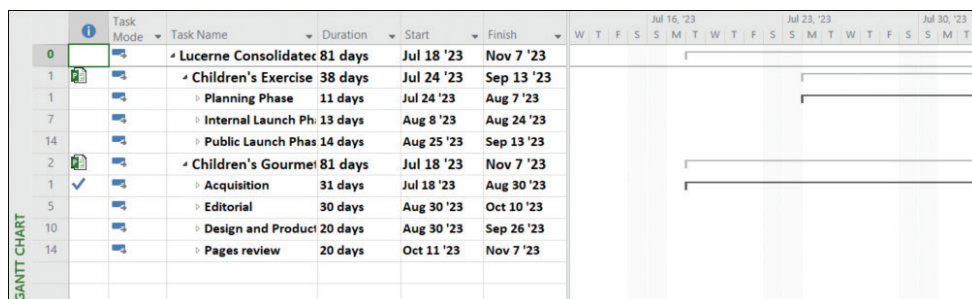 Jul 16, '23 Jul 23, '23 Jul 30, '23
Task Mode Task Name Duration Start Finish W T F S S M T W T F S S M T W T F S S M T
0 Lucerne Consolidated 81 days Jul 18 '23 Nov 7 '23
1 Children's Exercise 38 days Jul 24 '23 Sep 13 '23
1 Planning Phase 11 days Jul 24 '23 Aug 7 '23
7 Internal Launch Ph 13 days Aug 8 '23 Aug 24 '23
14 Public Launch Phas 14 days Aug 25 '23 Sep 13 '23
2 Children's Gourmet 81 days Jul 18 '23 Nov 7 '23
1 Acquisition 31 days Jul 18 '23 Aug 30 '23
5 Editorial 30 days Aug 30 '23 Oct 10 '23
10 Design and Product 20 days Aug 30 '23 Sep 26 '23
14 Pages review 20 days Oct 11 '23 Nov 7 '23
GANTT CHART